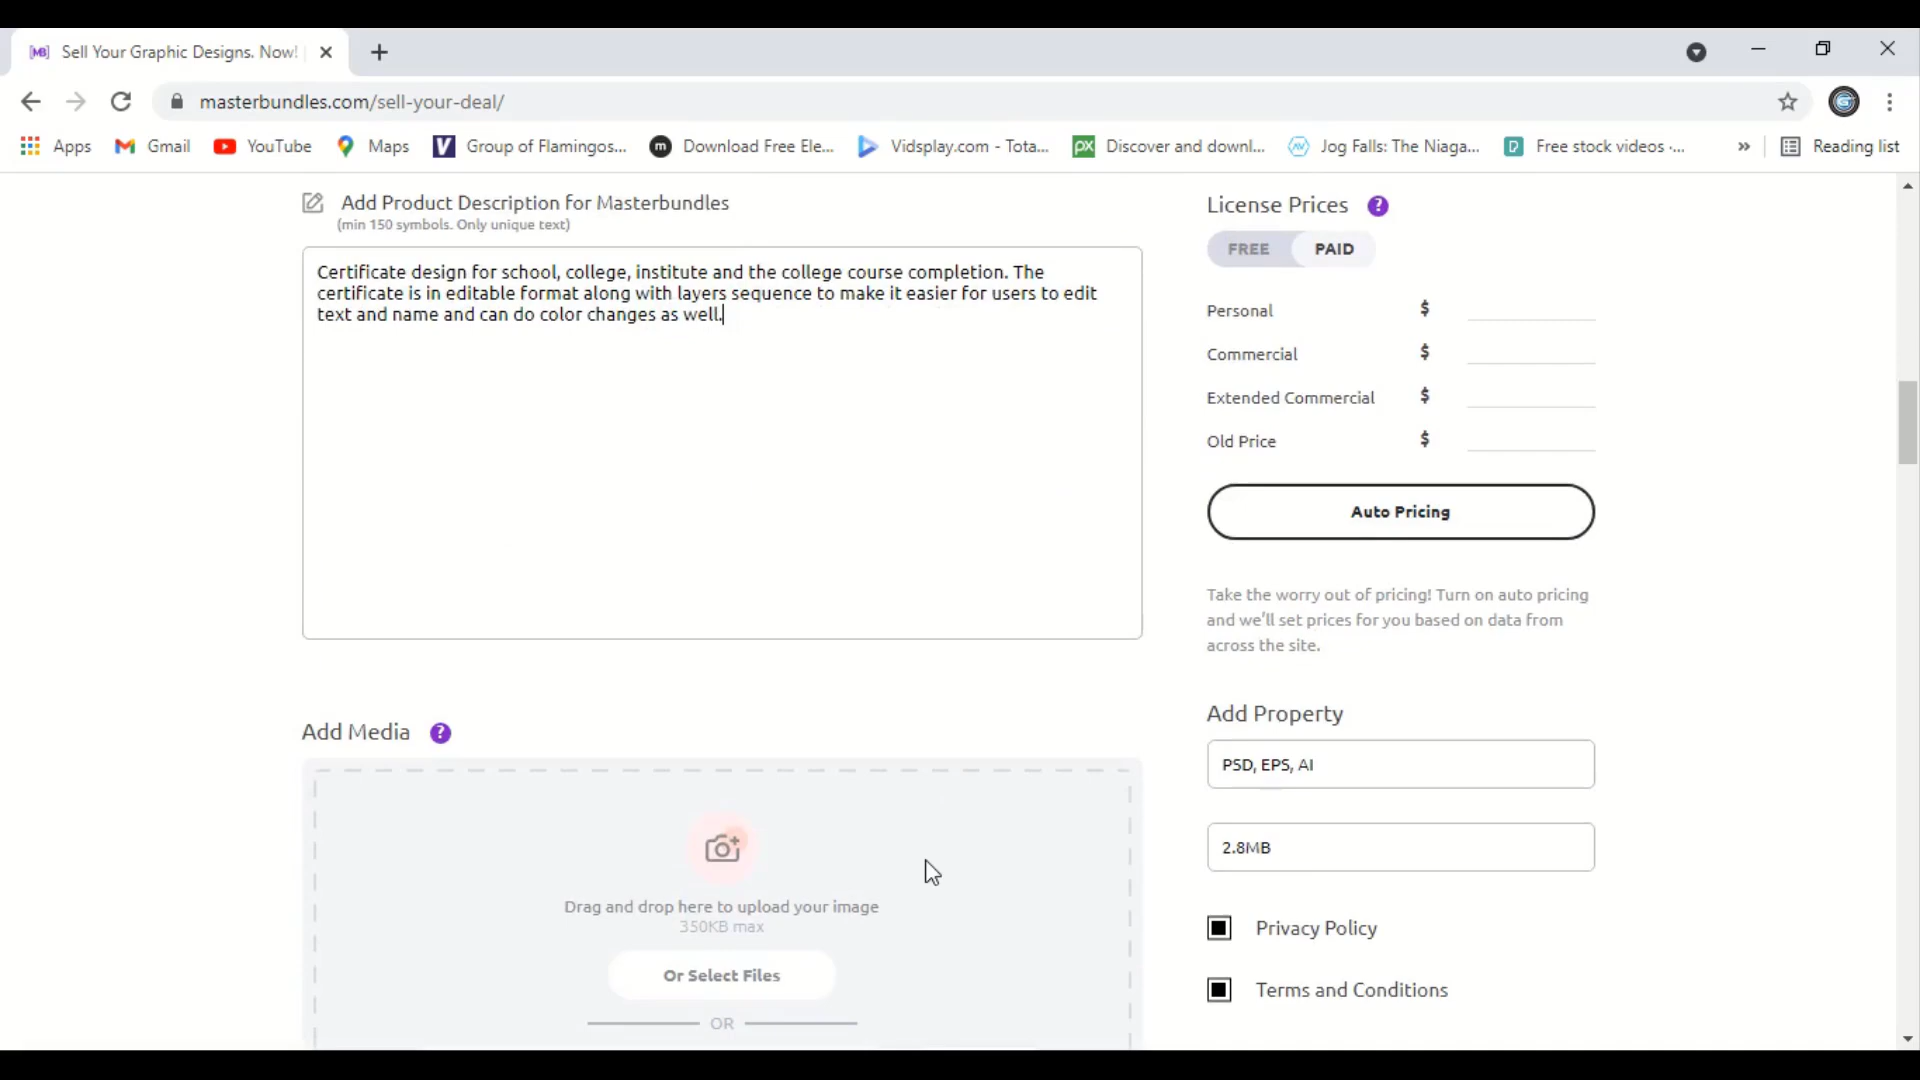 Sell Your Graphic Designs. Now!
masterbundles.com/sell-your-deal/
Apps
Gmail
YouTube
Maps
Group of Flamingos...
Download Free Ele...
Vidsplay.com - Tota...
Discover and downl...
Jog Falls: The Niaga...
Free stock videos ·...
»
Reading list
Add Product Description for Masterbundles
(min 150 symbols. Only unique text)
Certificate design for school, college, institute and the college course completion. The
certificate is in editable format along with layers sequence to make it easier for users to edit
text and name and can do color changes as well.
Add Media ?
Drag and drop here to upload your image
350KB max
Or Select Files
OR
License Prices ?
FREE PAID
Personal $
Commercial $
Extended Commercial $
Old Price $
Auto Pricing
Take the worry out of pricing! Turn on auto pricing
and we'll set prices for you based on data from
across the site.
Add Property
PSD, EPS, AI
2.8MB
Privacy Policy
Terms and Conditions